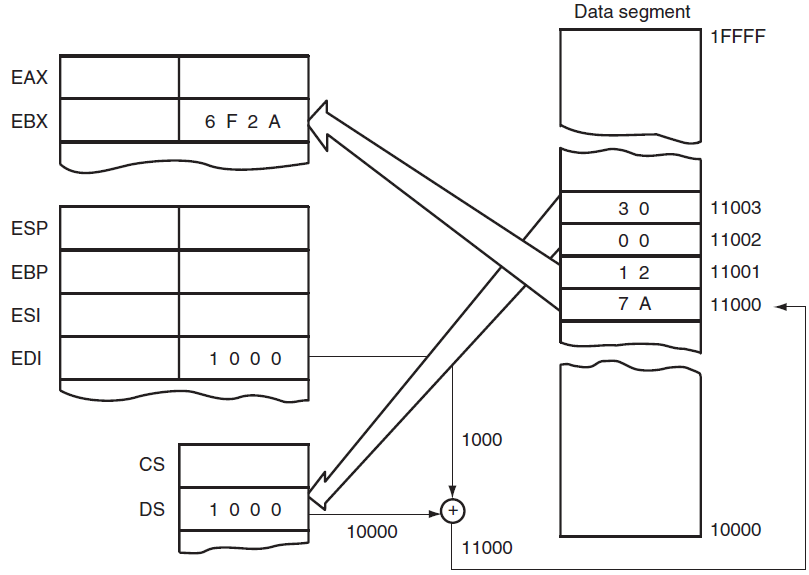 Data segment
1FFFF
EAX
EBX 6 F 2 A
3 0 11003
ESP 0 0 11002
EBP 1 2 11001
ESI 7 A 11000
EDI 1 0 0 0
1000
CS
DS 1 0 0 0 +
10000 10000
11000